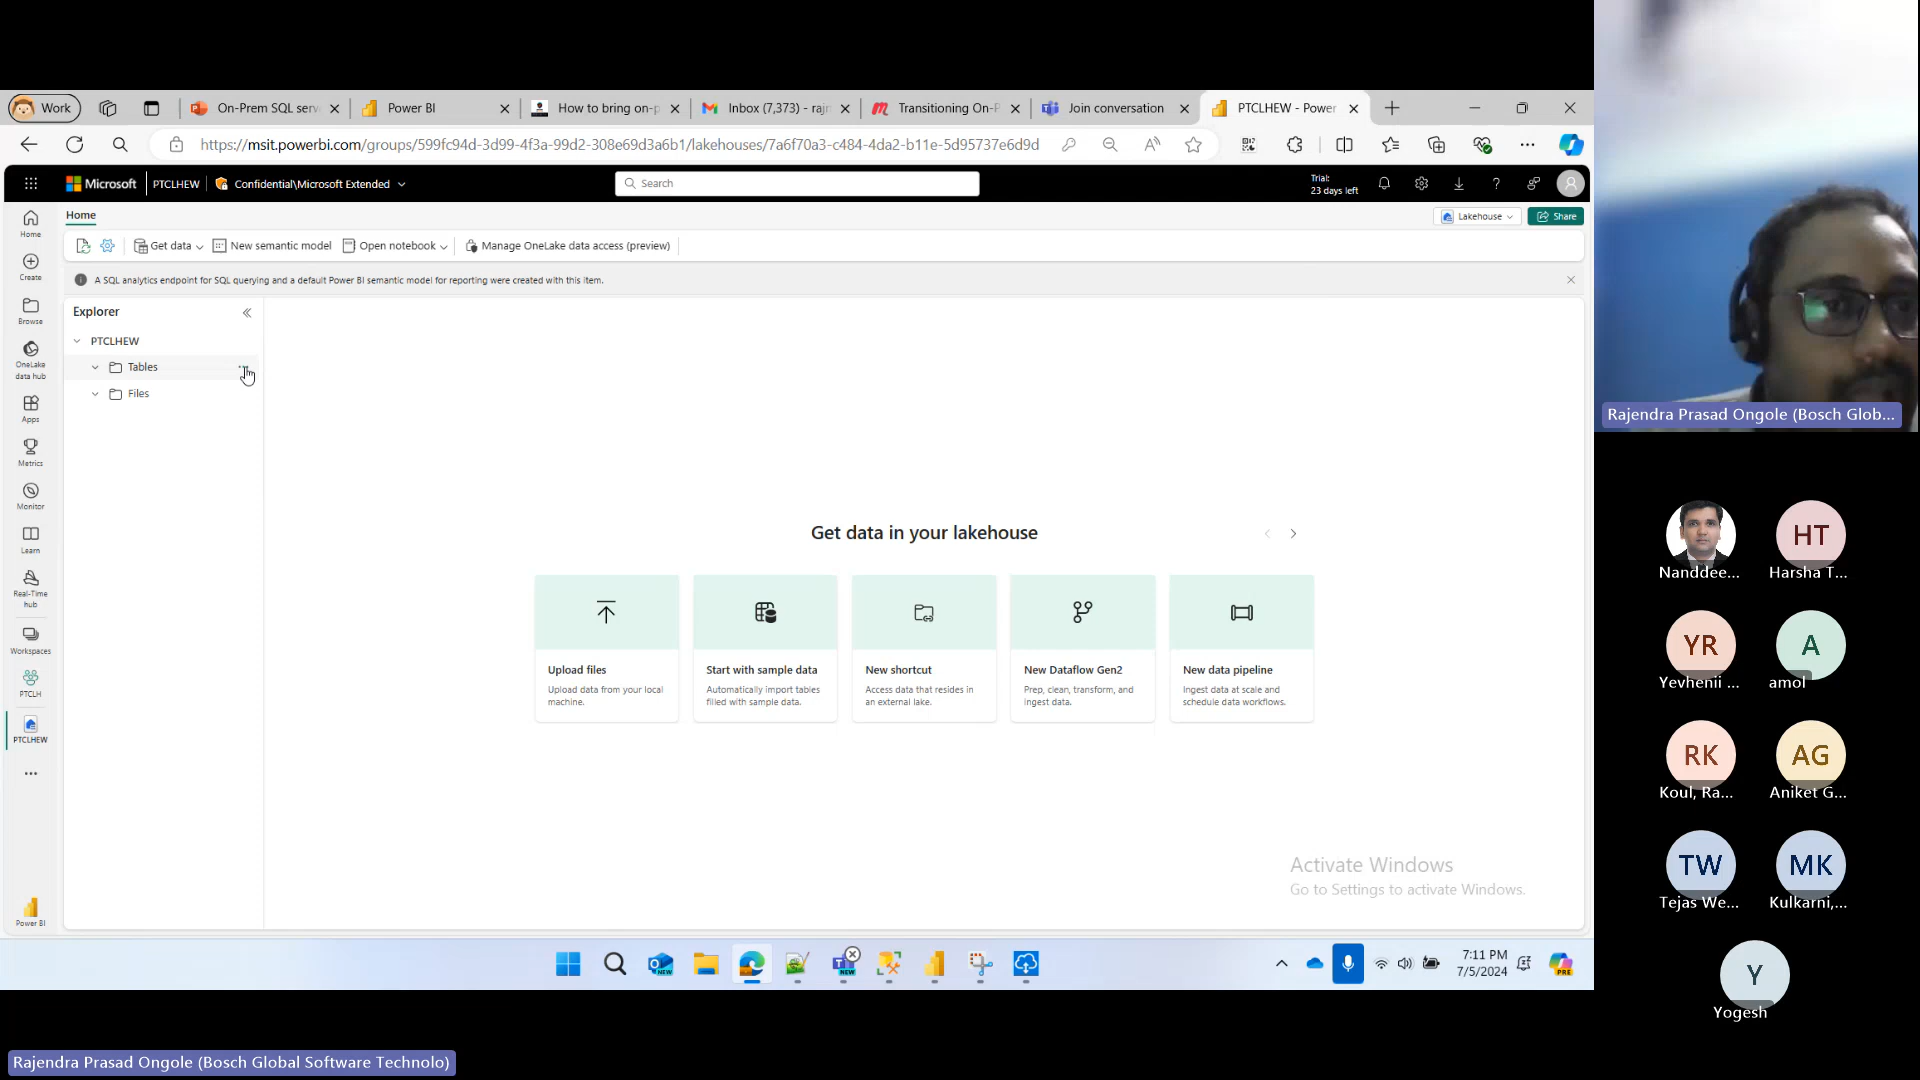 Work
On-Prem SQL serv
Power BI
How to bring on-p
Inbox (7,373) - rajn
Transitioning On-P
Join conversation
PTCLHEW - Power
https://msit.powerbi.com/groups/599fc94d-3d99-4f3a-99d2-308e69d3a6b1/lakehouses/7a6f70a3-c484-4da2-b11e-5d95737e6d9d
Microsoft
PTCLHEW
Confidential\Microsoft Extended
Search
Trial:
23 days left
Home
Lakehouse
Share
Get data
New semantic model
Open notebook
Manage OneLake data access (preview)
A SQL analytics endpoint for SQL querying and a default Power BI semantic model for reporting were created with this item.
Home
Create
Browse
OneLake
data hub
Apps
Metrics
Monitor
Learn
Real-Time
hub
Workspaces
PTCLH
PTCLHEW
Power BI
Explorer
PTCLHEW
Tables
Files
Get data in your lakehouse
Upload files
Upload data from your local
machine.
Start with sample data
Automatically import tables
filled with sample data.
New shortcut
Access data that resides in
an external lake.
New Dataflow Gen2
Prep, clean, transform, and
ingest data.
New data pipeline
Ingest data at scale and
schedule data workflows.
Activate Windows
Go to Settings to activate Windows.
NEW
NEW
7:11 PM
7/5/2024
PRE
Rajendra Prasad Ongole (Bosch Glob...
Nanddee...
HT
Harsha T...
YR
Yevhenii ...
A
amol
RK
Koul, Ra...
AG
Aniket G...
TW
Tejas We...
MK
Kulkarni,...
Y
Yogesh
Rajendra Prasad Ongole (Bosch Global Software Technolo)